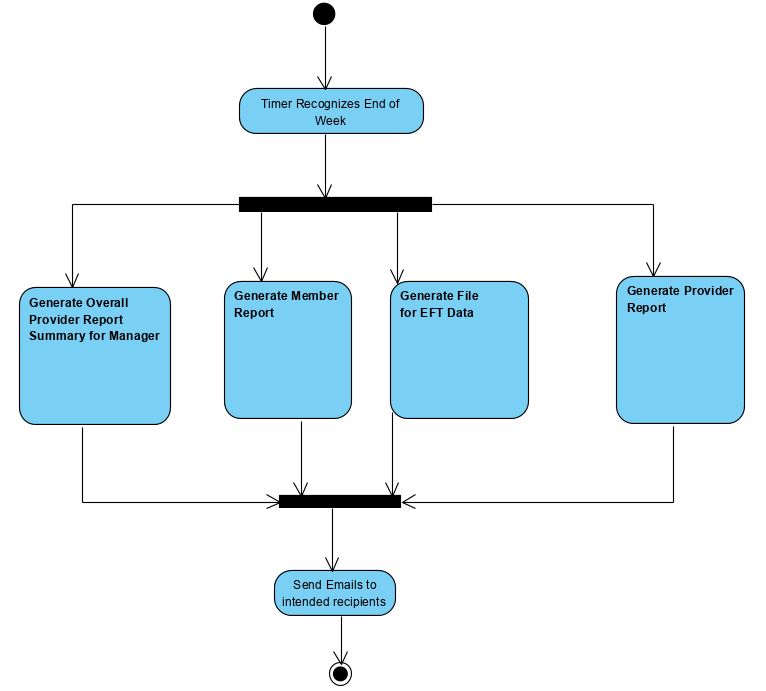 Timer Recognizes End of
Week
Generate Overall
Provider Report
Summary for Manager
Generate Member
Report
Generate File
for EFT Data
Generate Provider
Report
Send Emails to
intended recipients